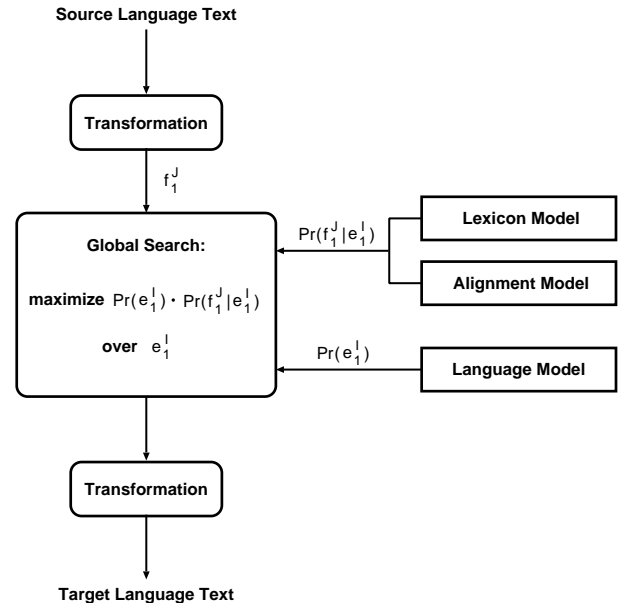 Source Language Text
Transformation
f_1^J
Global Search:
maximize Pr(e_1^I) · Pr(f_1^J | e_1^I)
over e_1^I
Pr(f_1^J | e_1^I)
Lexicon Model
Alignment Model
Pr(e_1^I)
Language Model
Transformation
Target Language Text